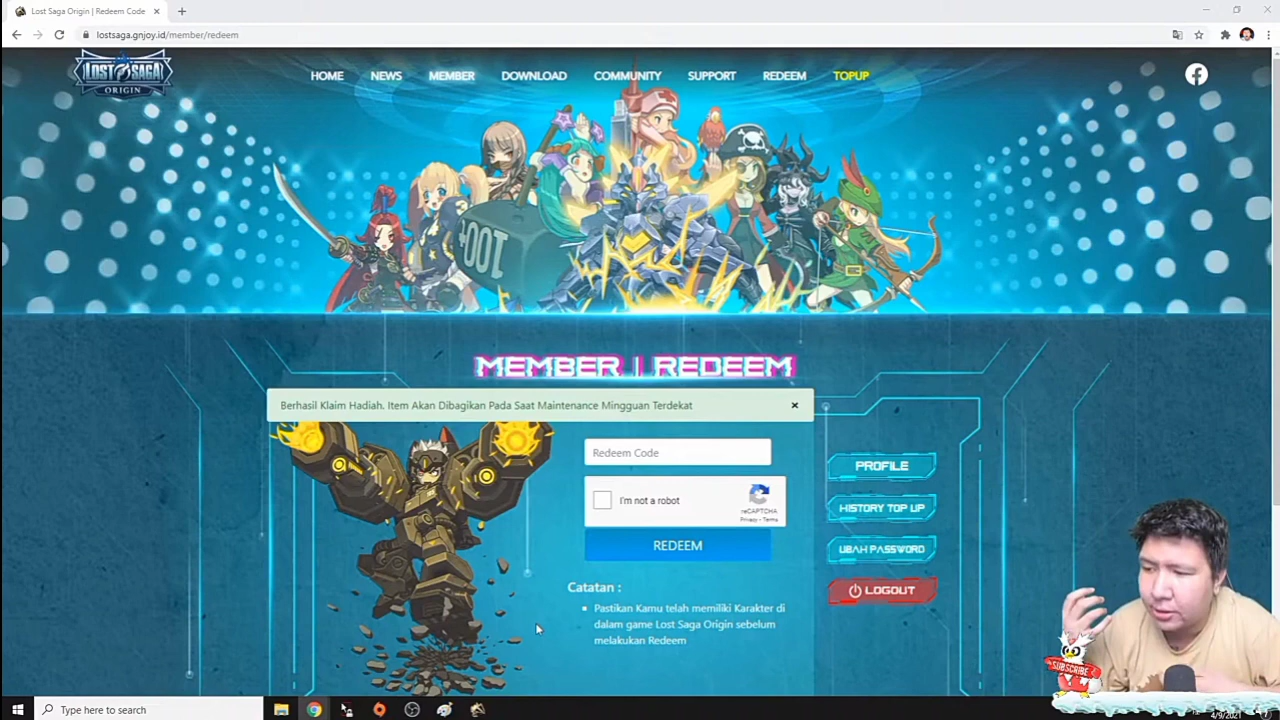 Lost Saga Origin | Redeem Code
lostsaga.gnjoy.id/member/redeem
LOST SAGA
ORIGIN
HOME
NEWS
MEMBER
DOWNLOAD
COMMUNITY
SUPPORT
REDEEM
TOPUP
100+
MEMBER | REDEEM
Berhasil Klaim Hadiah. Item Akan Dibagikan Pada Saat Maintenance Mingguan Terdekat
Redeem Code
I'm not a robot
reCAPTCHA
Privacy - Terms
REDEEM
Catatan :
Pastikan Kamu telah memiliki Karakter di
dalam game Lost Saga Origin sebelum
melakukan Redeem
PROFILE
HISTORY TOP UP
UBAH PASSWORD
LOGOUT
SUBSCRIBE
Type here to search